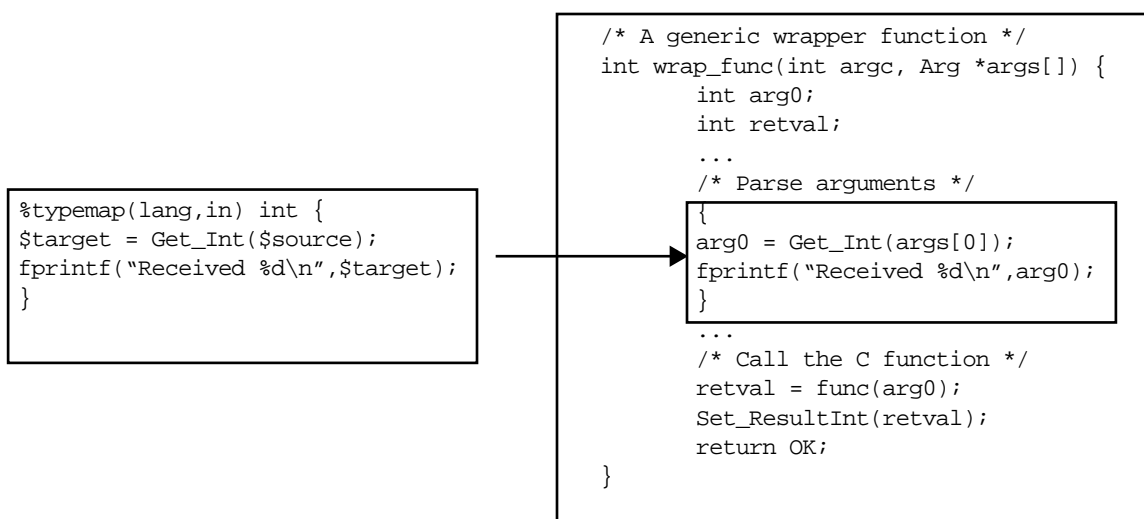 %typemap(lang,in) int {
$target = Get_Int($source);
fprintf(“Received %d\n”,$target);
}
/* A generic wrapper function */
int wrap_func(int argc, Arg *args[]) {
int arg0;
int retval;
...
/* Parse arguments */
{
arg0 = Get_Int(args[0]);
fprintf(“Received %d\n”,arg0);
}
...
/* Call the C function */
retval = func(arg0);
Set_ResultInt(retval);
return OK;
}